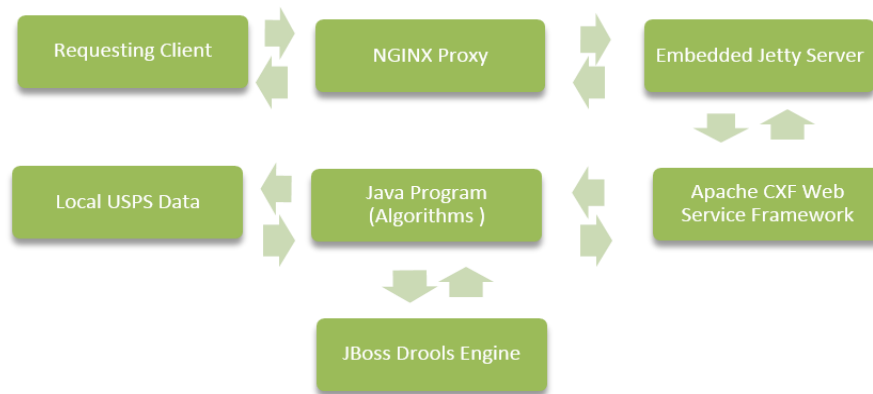 Requesting Client
NGINX Proxy
Embedded Jetty Server
Local USPS Data
Java Program
(Algorithms )
Apache CXF Web
Service Framework
JBoss Drools Engine